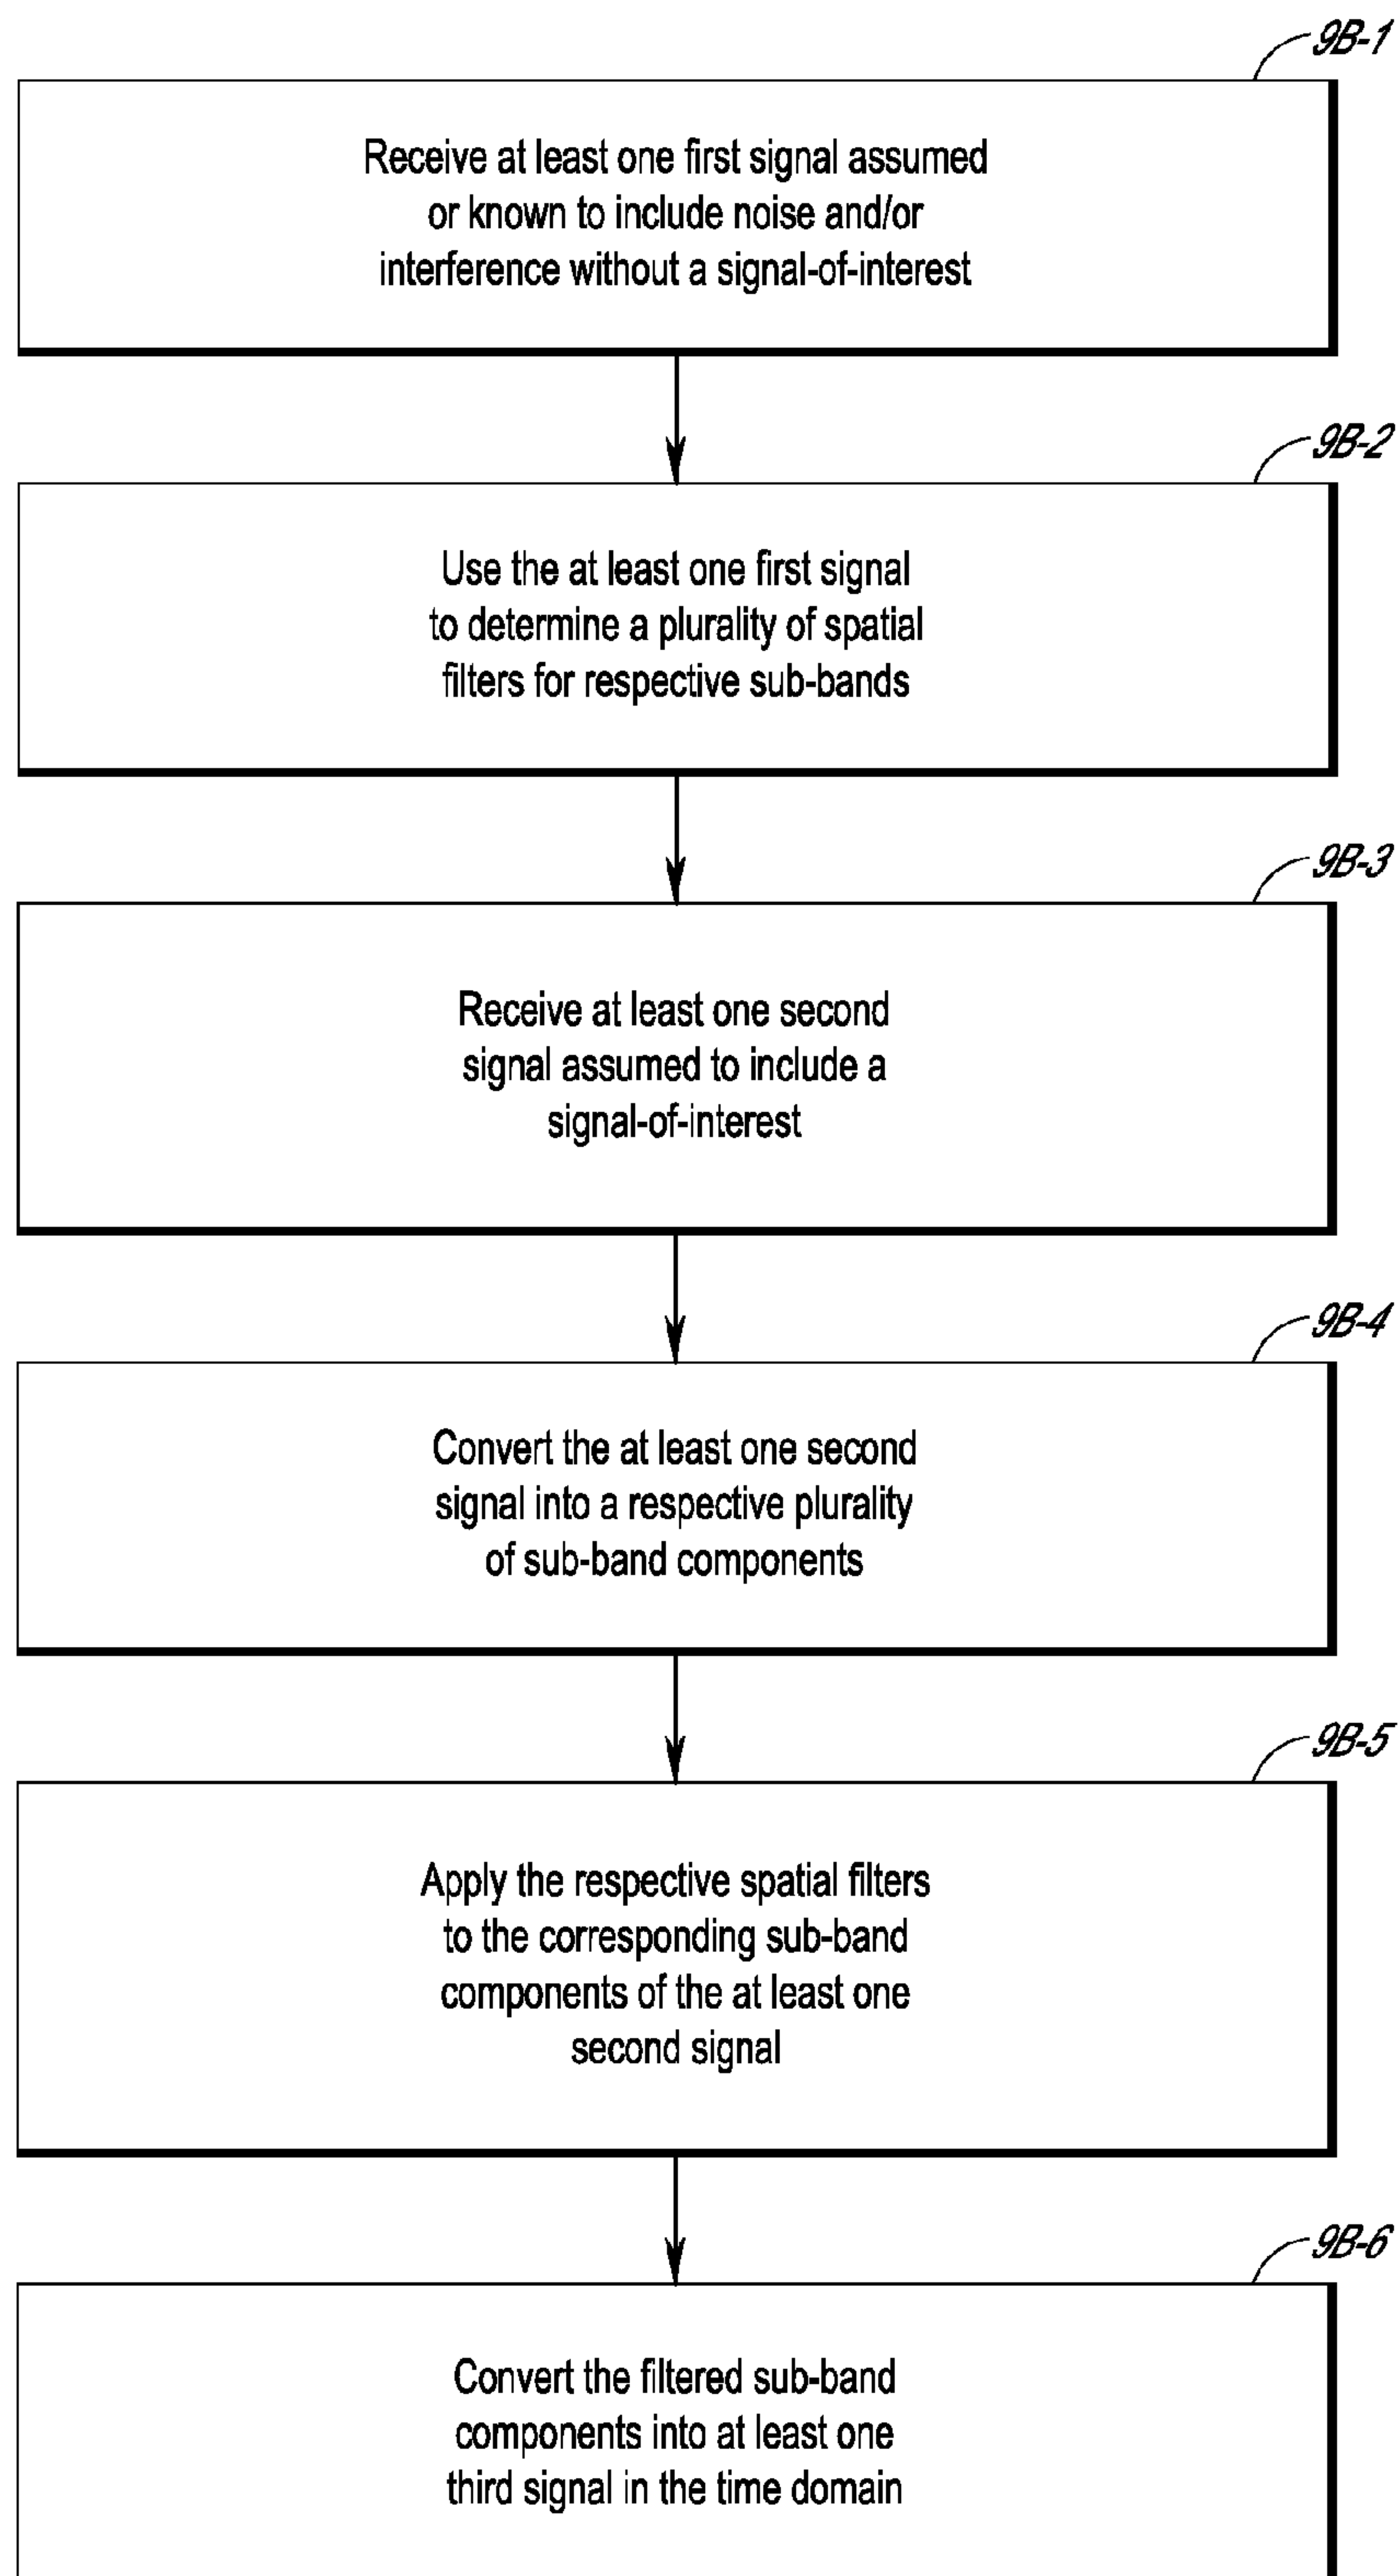 9B-1
Receive at least one first signal assumed
or known to include noise and/or
interference without a signal-of-interest
9B-2
Use the at least one first signal
to determine a plurality of spatial
filters for respective sub-bands
9B-3
Receive at least one second
signal assumed to include a
signal-of-interest
9B-4
Convert the at least one second
signal into a respective plurality
of sub-band components
9B-5
Apply the respective spatial filters
to the corresponding sub-band
components of the at least one
second signal
9B-6
Convert the filtered sub-band
components into at least one
third signal in the time domain